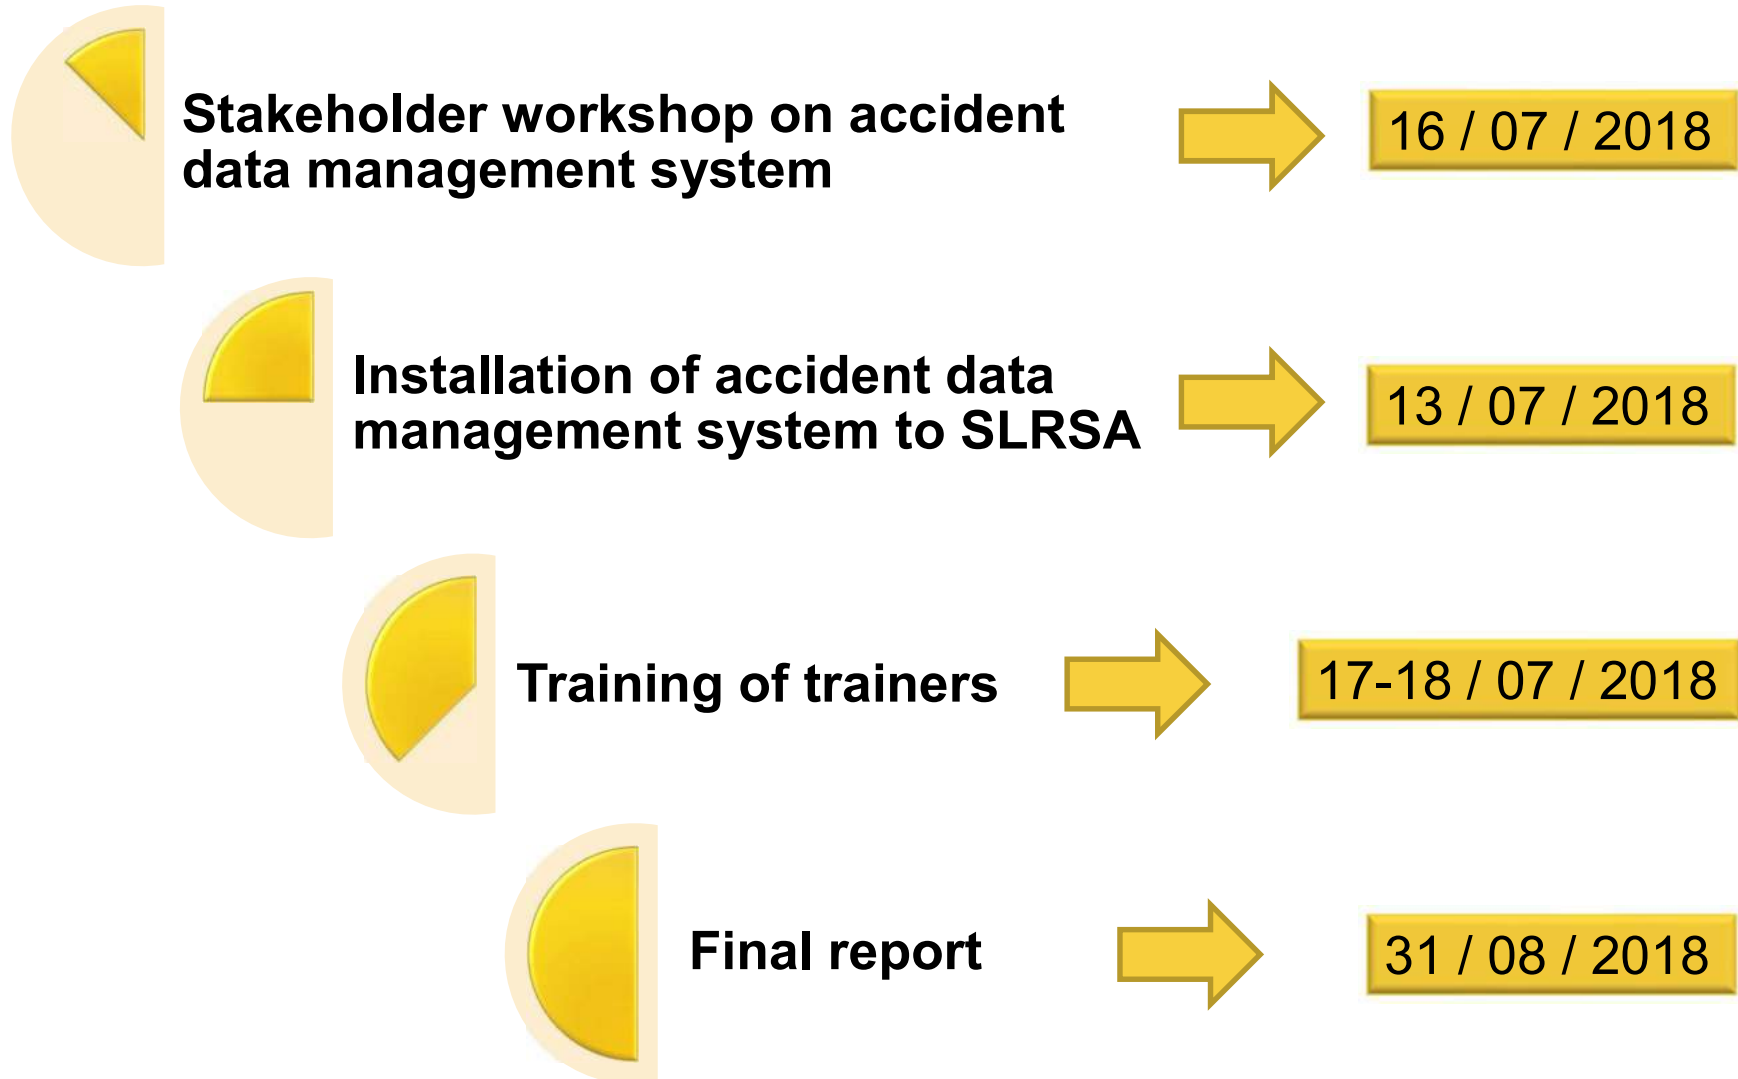 Stakeholder workshop on accident
data management system
16 / 07 / 2018
Installation of accident data
management system to SLRSA
13 / 07 / 2018
Training of trainers
17-18 / 07 / 2018
Final report
31 / 08 / 2018